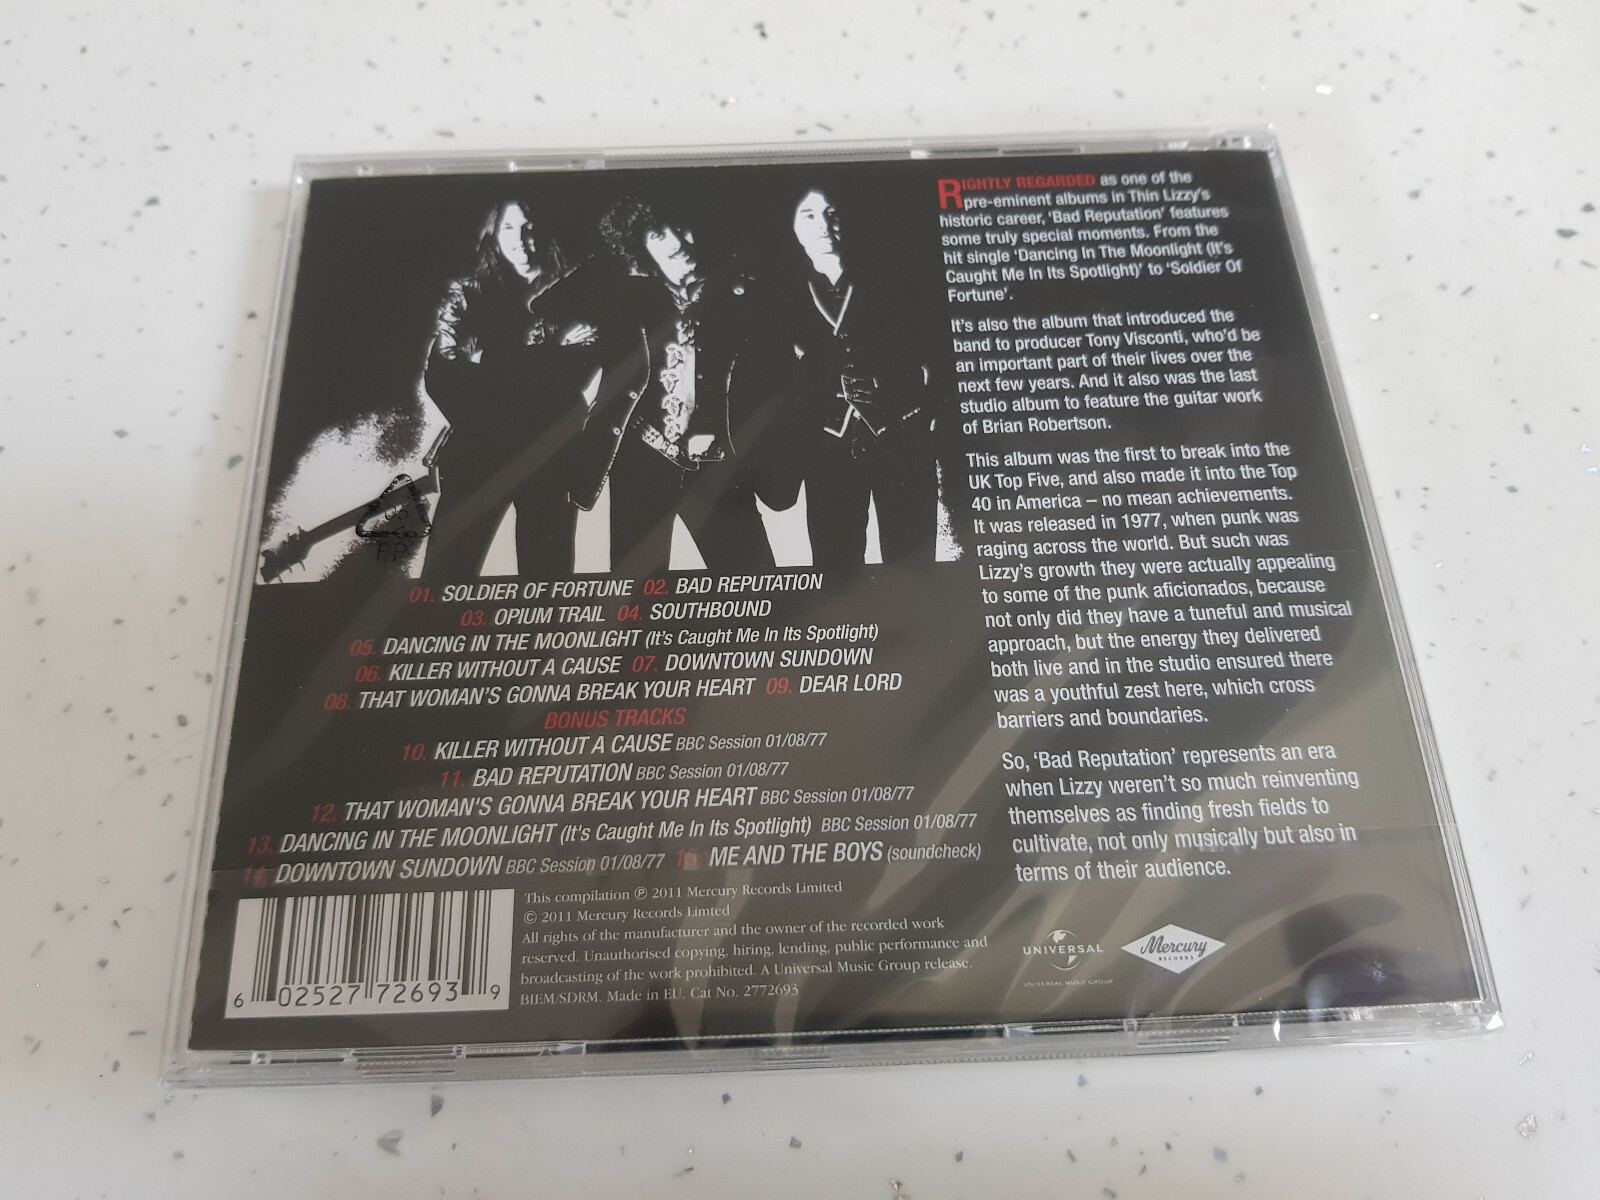 RIGHTLY REGARDED as one of the
pre-eminent albums in Thin Lizzy's
historic career, 'Bad Reputation' features
some truly special moments. From the
hit single 'Dancing In The Moonlight (It's
Caught Me In Its Spotlight)' to 'Soldier Of
Fortune'.
It's also the album that introduced the
band to producer Tony Visconti, who'd be
an important part of their lives over the
next few years. And it also was the last
studio album to feature the guitar work
of Brian Robertson.
This album was the first to break into the
UK Top Five, and also made it into the Top
40 in America – no mean achievements.
It was released in 1977, when punk was
raging across the world. But such was
Lizzy's growth they were actually appealing
to some of the punk aficionados, because
not only did they have a tuneful and musical
approach, but the energy they delivered
both live and in the studio ensured there
was a youthful zest here, which cross
barriers and boundaries.
So, 'Bad Reputation' represents an era
when Lizzy weren't so much reinventing
themselves as finding fresh fields to
cultivate, not only musically but also in
terms of their audience.
PP
01. SOLDIER OF FORTUNE 02. BAD REPUTATION
03. OPIUM TRAIL 04. SOUTHBOUND
05. DANCING IN THE MOONLIGHT (It's Caught Me In Its Spotlight)
06. KILLER WITHOUT A CAUSE 07. DOWNTOWN SUNDOWN
08. THAT WOMAN'S GONNA BREAK YOUR HEART 09. DEAR LORD
BONUS TRACKS
10. KILLER WITHOUT A CAUSE BBC Session 01/08/77
11. BAD REPUTATION BBC Session 01/08/77
12. THAT WOMAN'S GONNA BREAK YOUR HEART BBC Session 01/08/77
13. DANCING IN THE MOONLIGHT (It's Caught Me In Its Spotlight) BBC Session 01/08/77
14. DOWNTOWN SUNDOWN BBC Session 01/08/77 15. ME AND THE BOYS (soundcheck)
This compilation ℗ 2011 Mercury Records Limited
© 2011 Mercury Records Limted
All rights of the manufacturer and the owner of the recorded work
reserved. Unauthorised copying, hiring, lending, public performance and
broadcasting of the work prohibited. A Universal Music Group release.
BIEM/SDRM. Made in EU. Cat No. 2772693
6 02527 72693 9
UNIVERSAL
UNIVERSAL MUSIC GROUP
Mercury
RECORDS